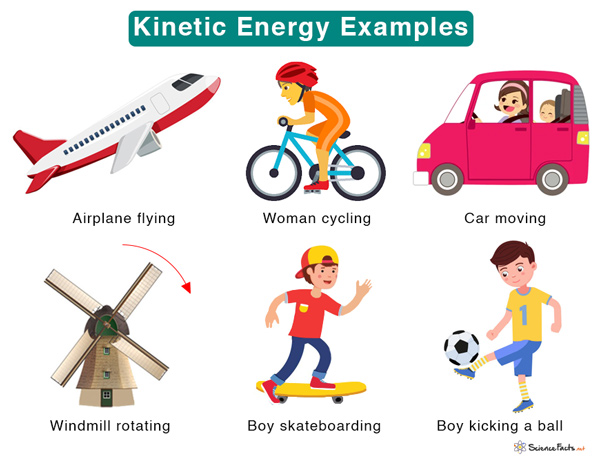 Kinetic Energy Examples
Airplane flying
Woman cycling
Car moving
Windmill rotating
Boy skateboarding
1
Boy kicking a ball
ScienceFacts.net